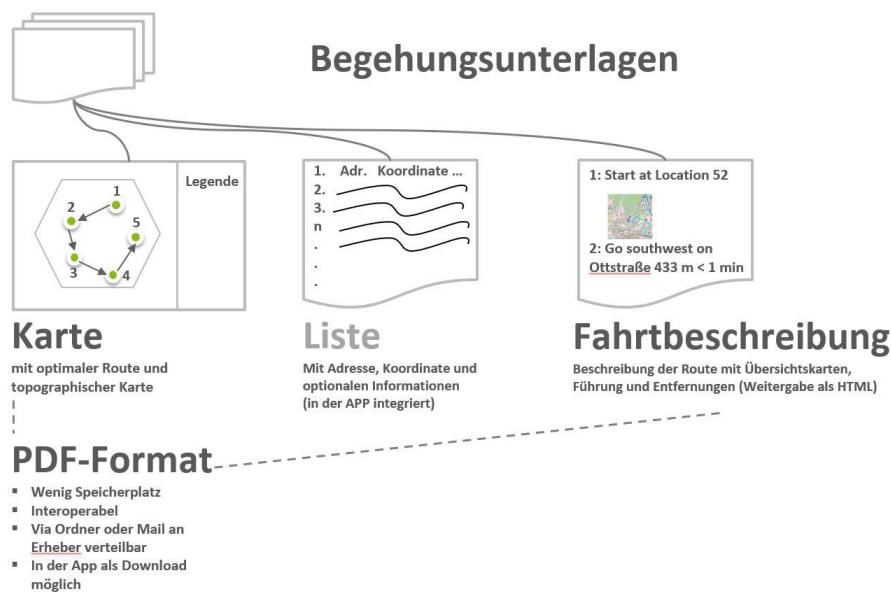 Begehungsunterlagen
Legende
1
2
5
3
4
1. Adr. Koordinate ...
2.
3.
n
.
.
.
1: Start at Location 52
2: Go southwest on
Ottstraße 433 m < 1 min
Karte
mit optimaler Route und
topographischer Karte
Liste
Mit Adresse, Koordinate und
optionalen Informationen
(in der APP integriert)
Fahrtbeschreibung
Beschreibung der Route mit Übersichtskarten,
Führung und Entfernungen (Weitergabe als HTML)
PDF-Format
▪ Wenig Speicherplatz
▪ Interoperabel
▪ Via Ordner oder Mail an
Erheber verteilbar
▪ In der App als Download
möglich